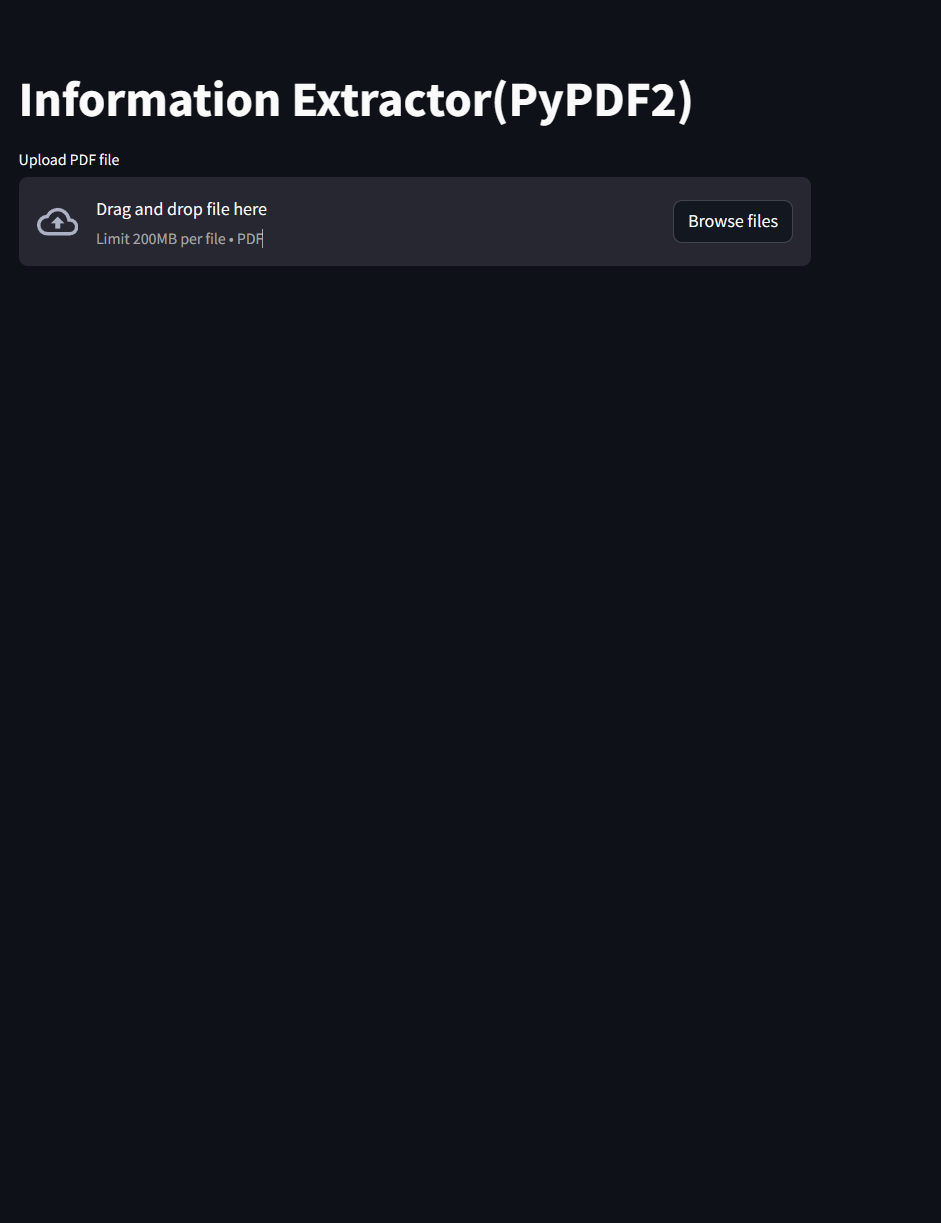 Information Extractor(PyPDF2)
Upload PDF file
Drag and drop file here
Limit 200MB per file • PDF
Browse files